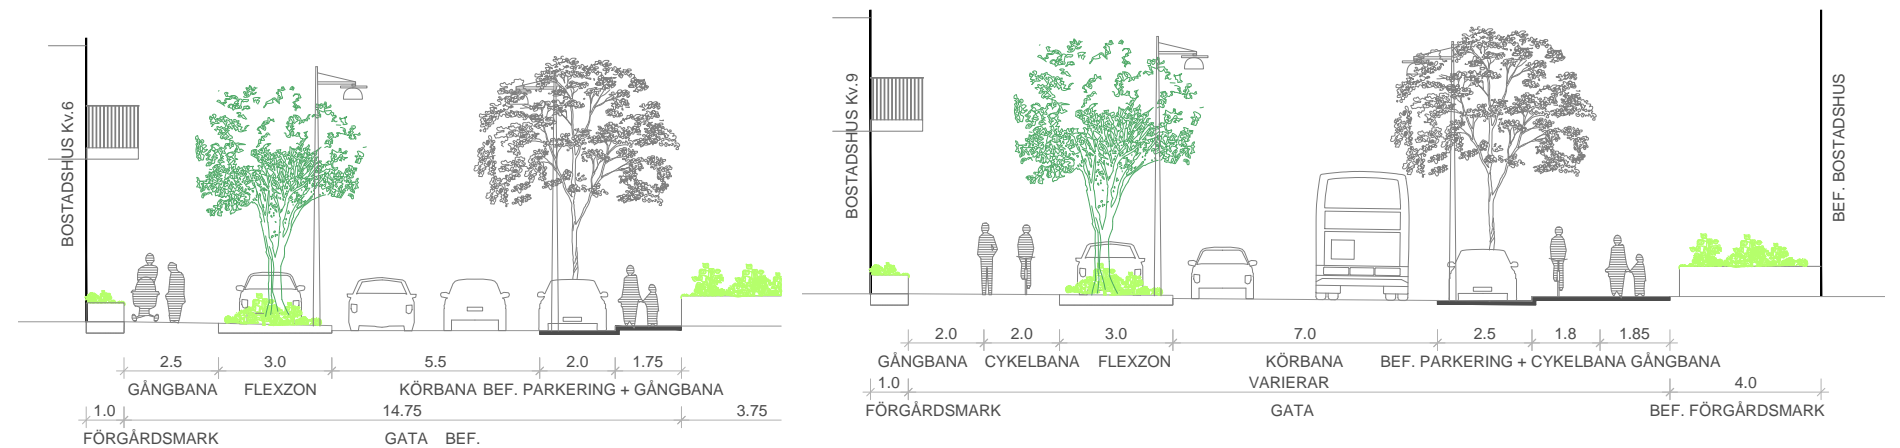 BOSTADSHUS Kv.6
2.5 3.0 5.5 2.0 1.75
GÅNGBANA FLEXZON KÖRBANA BEF. PARKERING + GÅNGBANA
1.0 14.75 3.75
FÖRGÅRDSMARK GATA BEF.
BOSTADSHUS Kv.9
BEF. BOSTADSHUS
2.0 2.0 3.0 7.0 2.5 1.8 1.85
GÅNGBANA CYKELBANA FLEXZON KÖRBANA BEF. PARKERING + CYKELBANA GÅNGBANA
1.0 VARIERAR 4.0
FÖRGÅRDSMARK GATA BEF. FÖRGÅRDSMARK